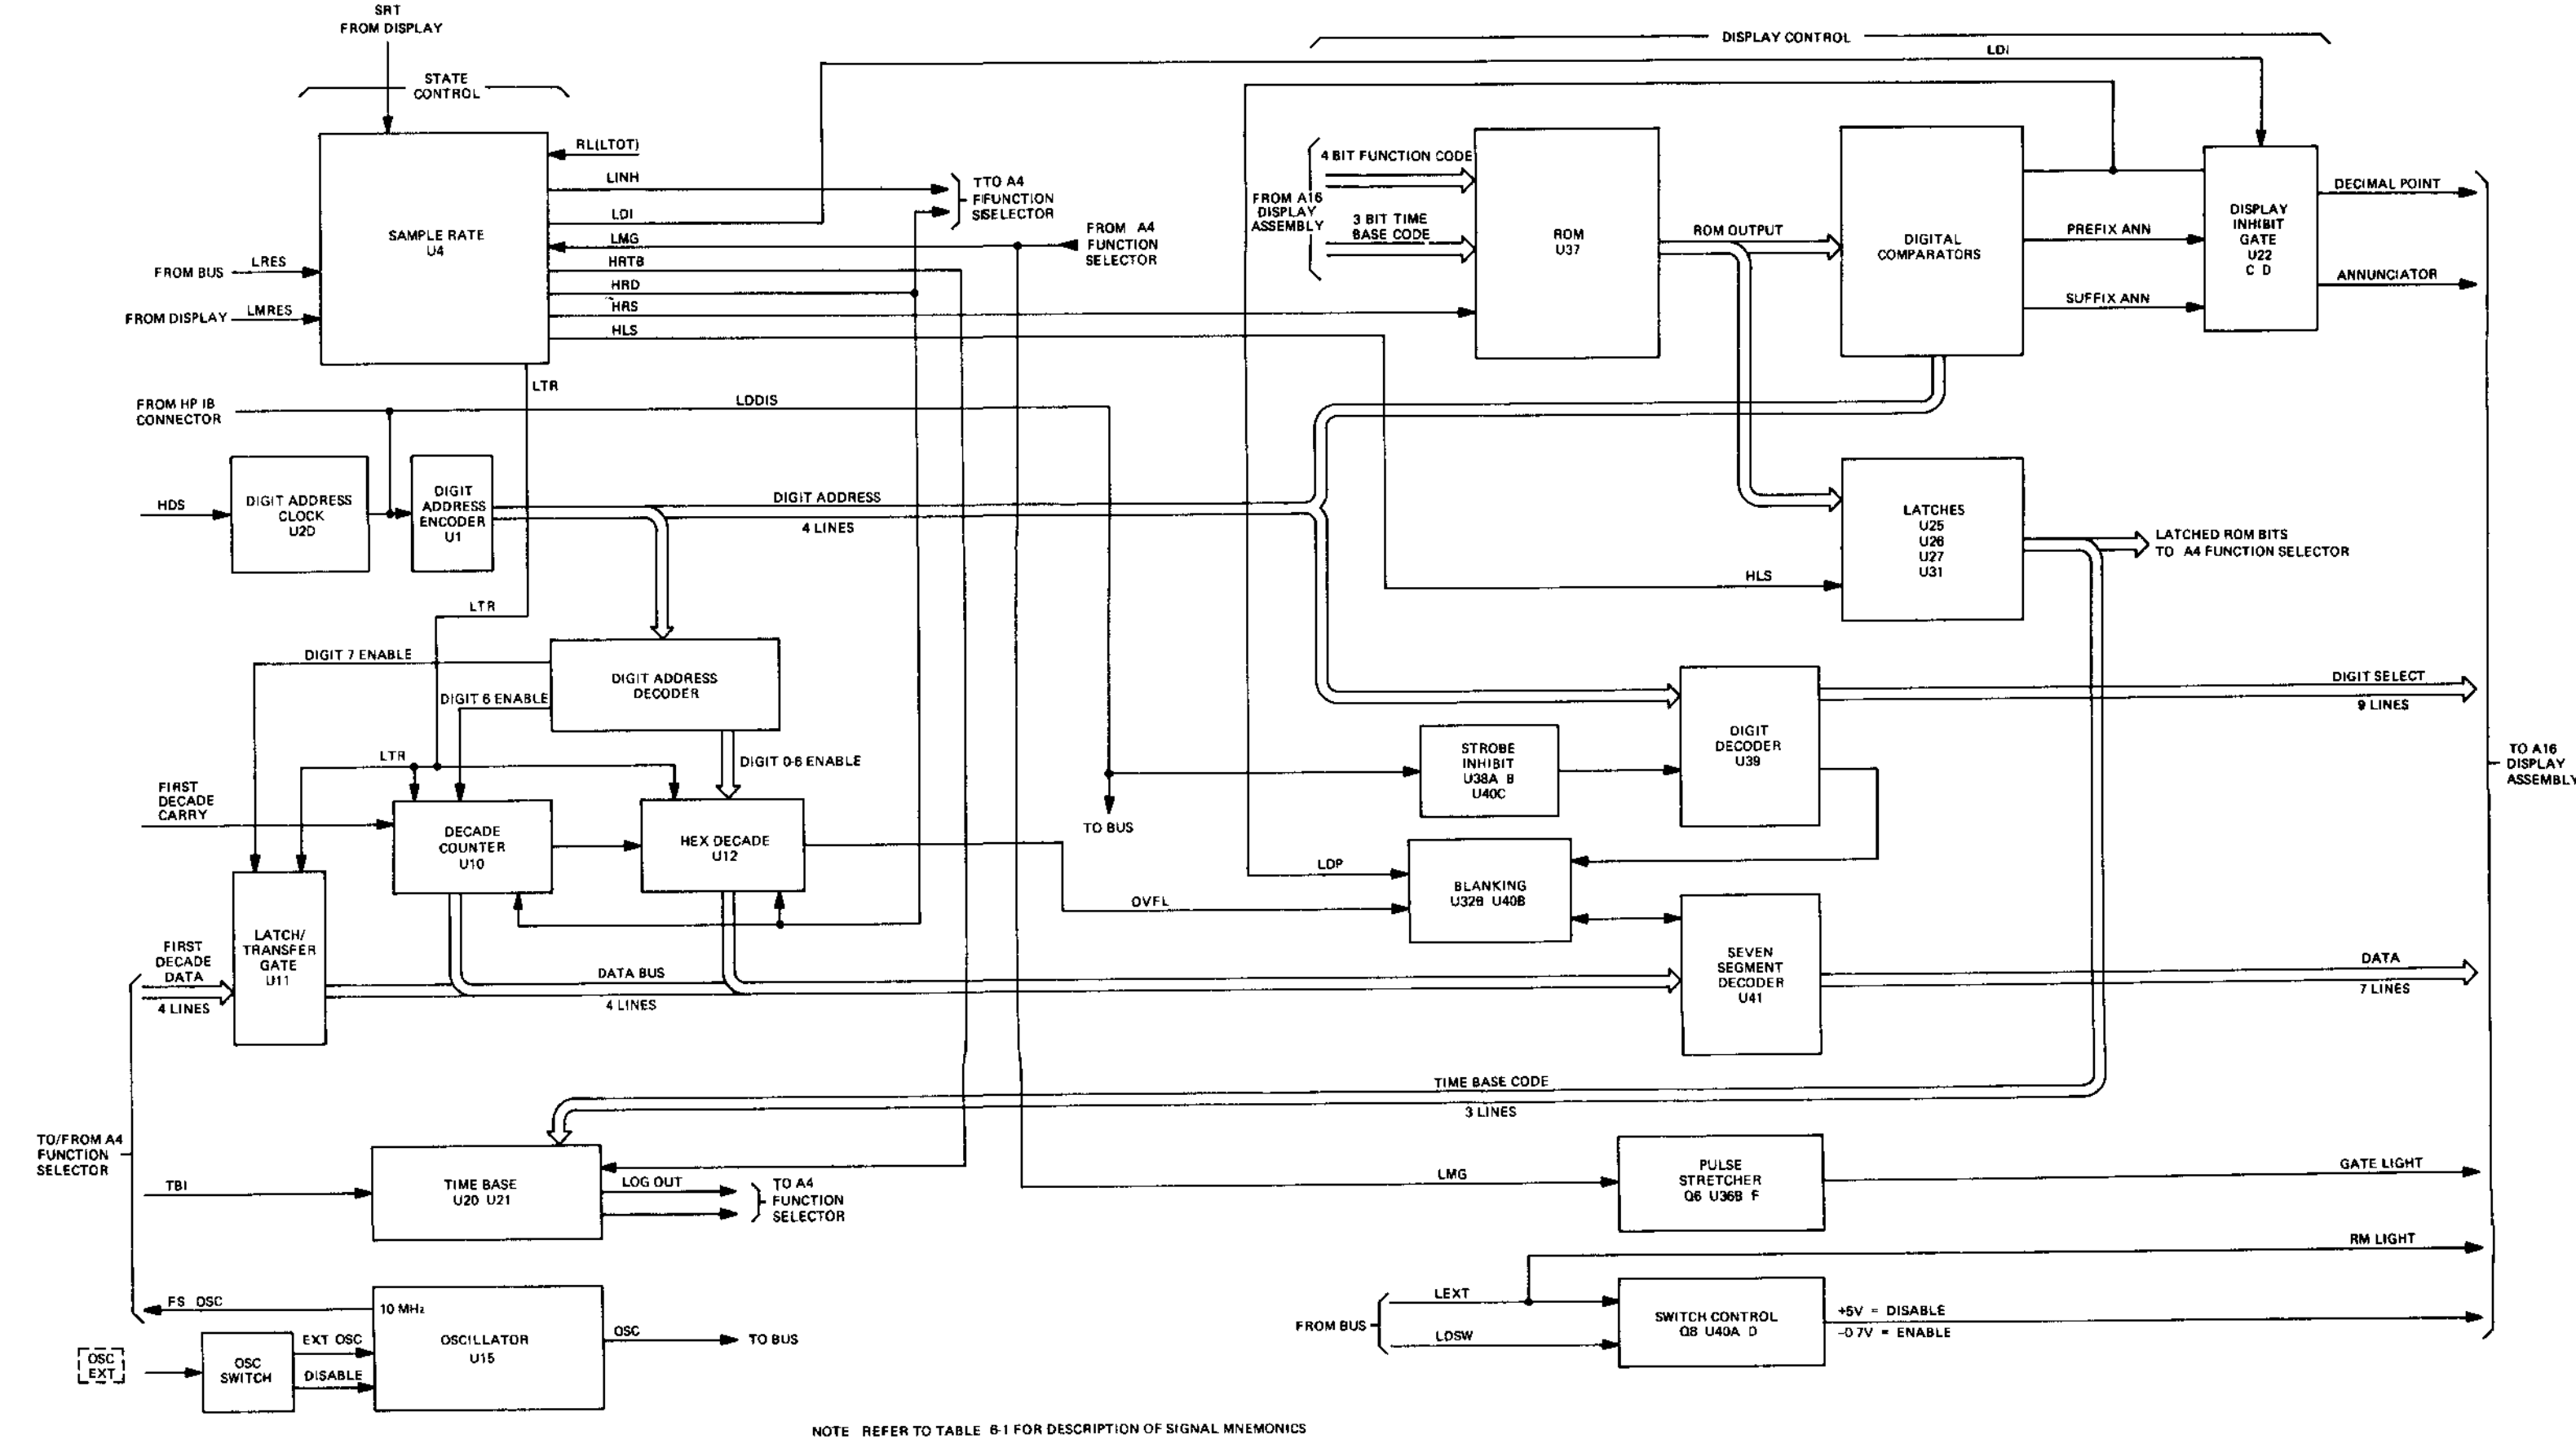 SRT
FROM DISPLAY
STATE
CONTROL
DISPLAY CONTROL
LDI
SAMPLE RATE
U4
RL(LTOT)
LINH
LDI
LMG
HRTB
HRD
HRS
HLS
TTO A4
FIFUNCTION
SISELECTOR
FROM A4
FUNCTION
SELECTOR
FROM BUS
LRES
FROM DISPLAY
LMRES
LTR
4 BIT FUNCTION CODE
FROM A16
DISPLAY
ASSEMBLY
3 BIT TIME
BASE CODE
ROM
U37
ROM OUTPUT
DIGITAL
COMPARATORS
PREFIX ANN
SUFFIX ANN
DISPLAY
INHIBIT
GATE
U22
C D
DECIMAL POINT
ANNUNCIATOR
FROM HP IB
CONNECTOR
LDDIS
HDS
DIGIT ADDRESS
CLOCK
U2D
DIGIT
ADDRESS
ENCODER
U1
DIGIT ADDRESS
4 LINES
LATCHES
U25
U26
U27
U31
HLS
LATCHED ROM BITS
TO A4 FUNCTION SELECTOR
LTR
DIGIT 7 ENABLE
DIGIT 6 ENABLE
DIGIT ADDRESS
DECODER
LTR
DIGIT 0-6 ENABLE
FIRST
DECADE
CARRY
DECADE
COUNTER
U10
HEX DECADE
U12
TO BUS
STROBE
INHIBIT
U38A B
U40C
DIGIT
DECODER
U39
DIGIT SELECT
9 LINES
TO A16
DISPLAY
ASSEMBLY
LDP
OVFL
BLANKING
U32B U40B
FIRST
DECADE
DATA
4 LINES
LATCH/
TRANSFER
GATE
U11
DATA BUS
4 LINES
SEVEN
SEGMENT
DECODER
U41
DATA
7 LINES
TIME BASE CODE
3 LINES
TO/FROM A4
FUNCTION
SELECTOR
TBI
TIME BASE
U20 U21
LOG OUT
TO A4
FUNCTION
SELECTOR
LMG
PULSE
STRETCHER
Q6 U36B F
GATE LIGHT
RM LIGHT
FS OSC
10 MHz
OSCILLATOR
U15
OSC
TO BUS
OSC
EXT
OSC
SWITCH
EXT OSC
DISABLE
FROM BUS
LEXT
LDSW
SWITCH CONTROL
Q8 U40A D
+5V = DISABLE
-0 7V = ENABLE
NOTE REFER TO TABLE 6-1 FOR DESCRIPTION OF SIGNAL MNEMONICS